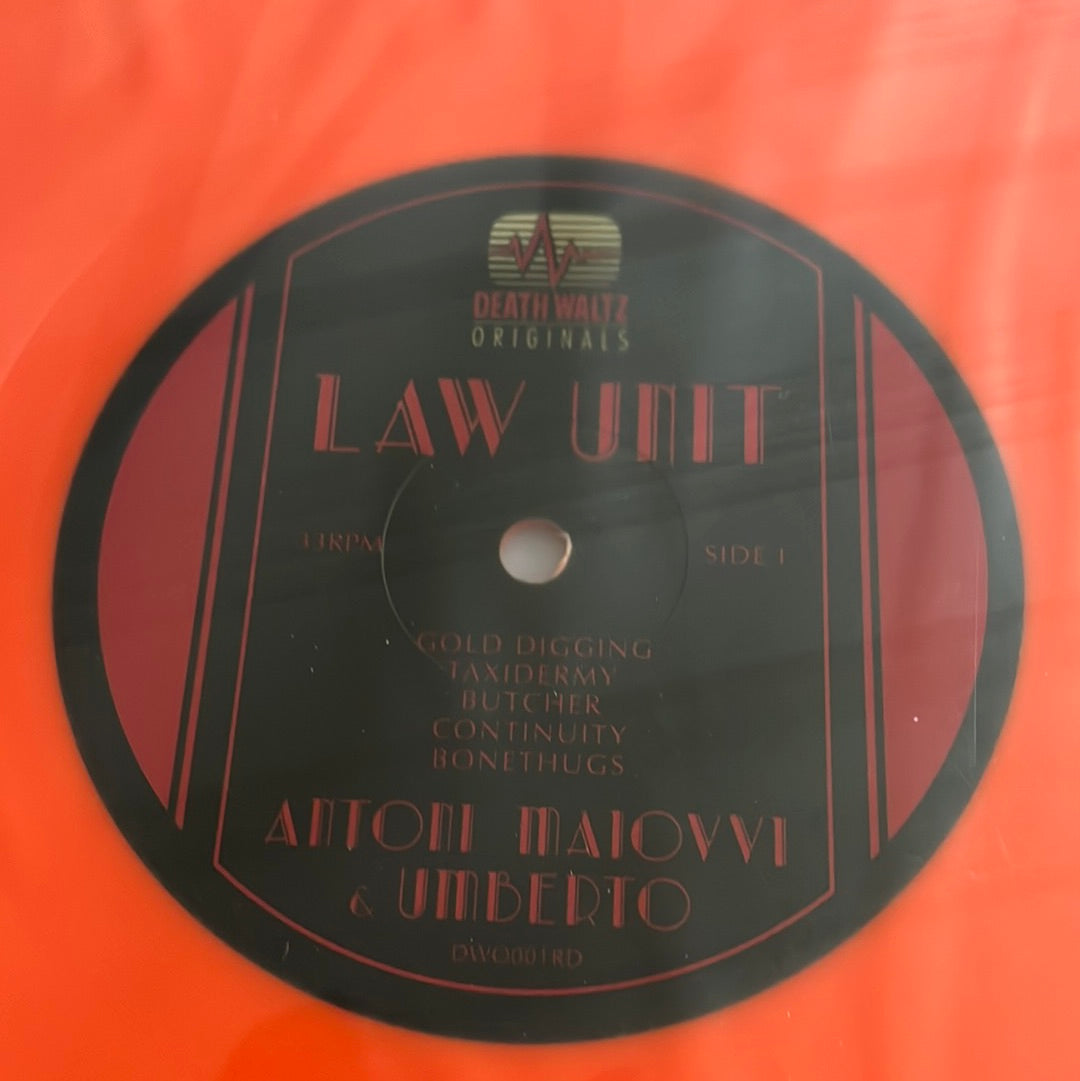 DEATH WALTZ
ORIGINALS
LAW UNIT
33RPM
SIDE 1
GOLD DIGGING
TAXIDERMY
BUTCHER
CONTINUITY
BONETHUGS
ANTONI MAIOVVI
& UMBERTO
DWO001RD